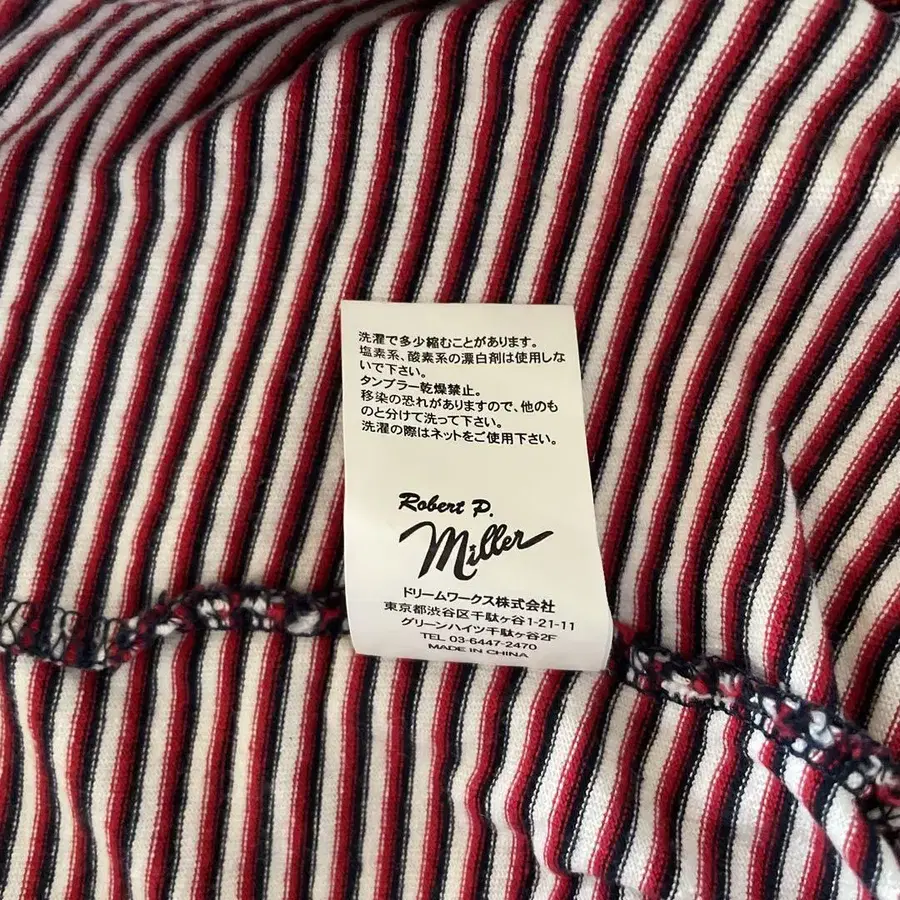 洗濯で多少縮むことがあります。
塩素系、酸素系の漂白剤は使用しな
いで下さい。
タンブラー乾燥禁止。
移染の恐れがありますので、他のも
のと分けて洗って下さい。
洗濯の際はネットをご使用下さい。
Robert P.
Miller
ドリームワークス株式会社
東京都渋谷区千駄ヶ谷1-21-11
グリーンハイツ千駄ヶ谷2F
TEL 03-6447-2470
MADE IN CHINA